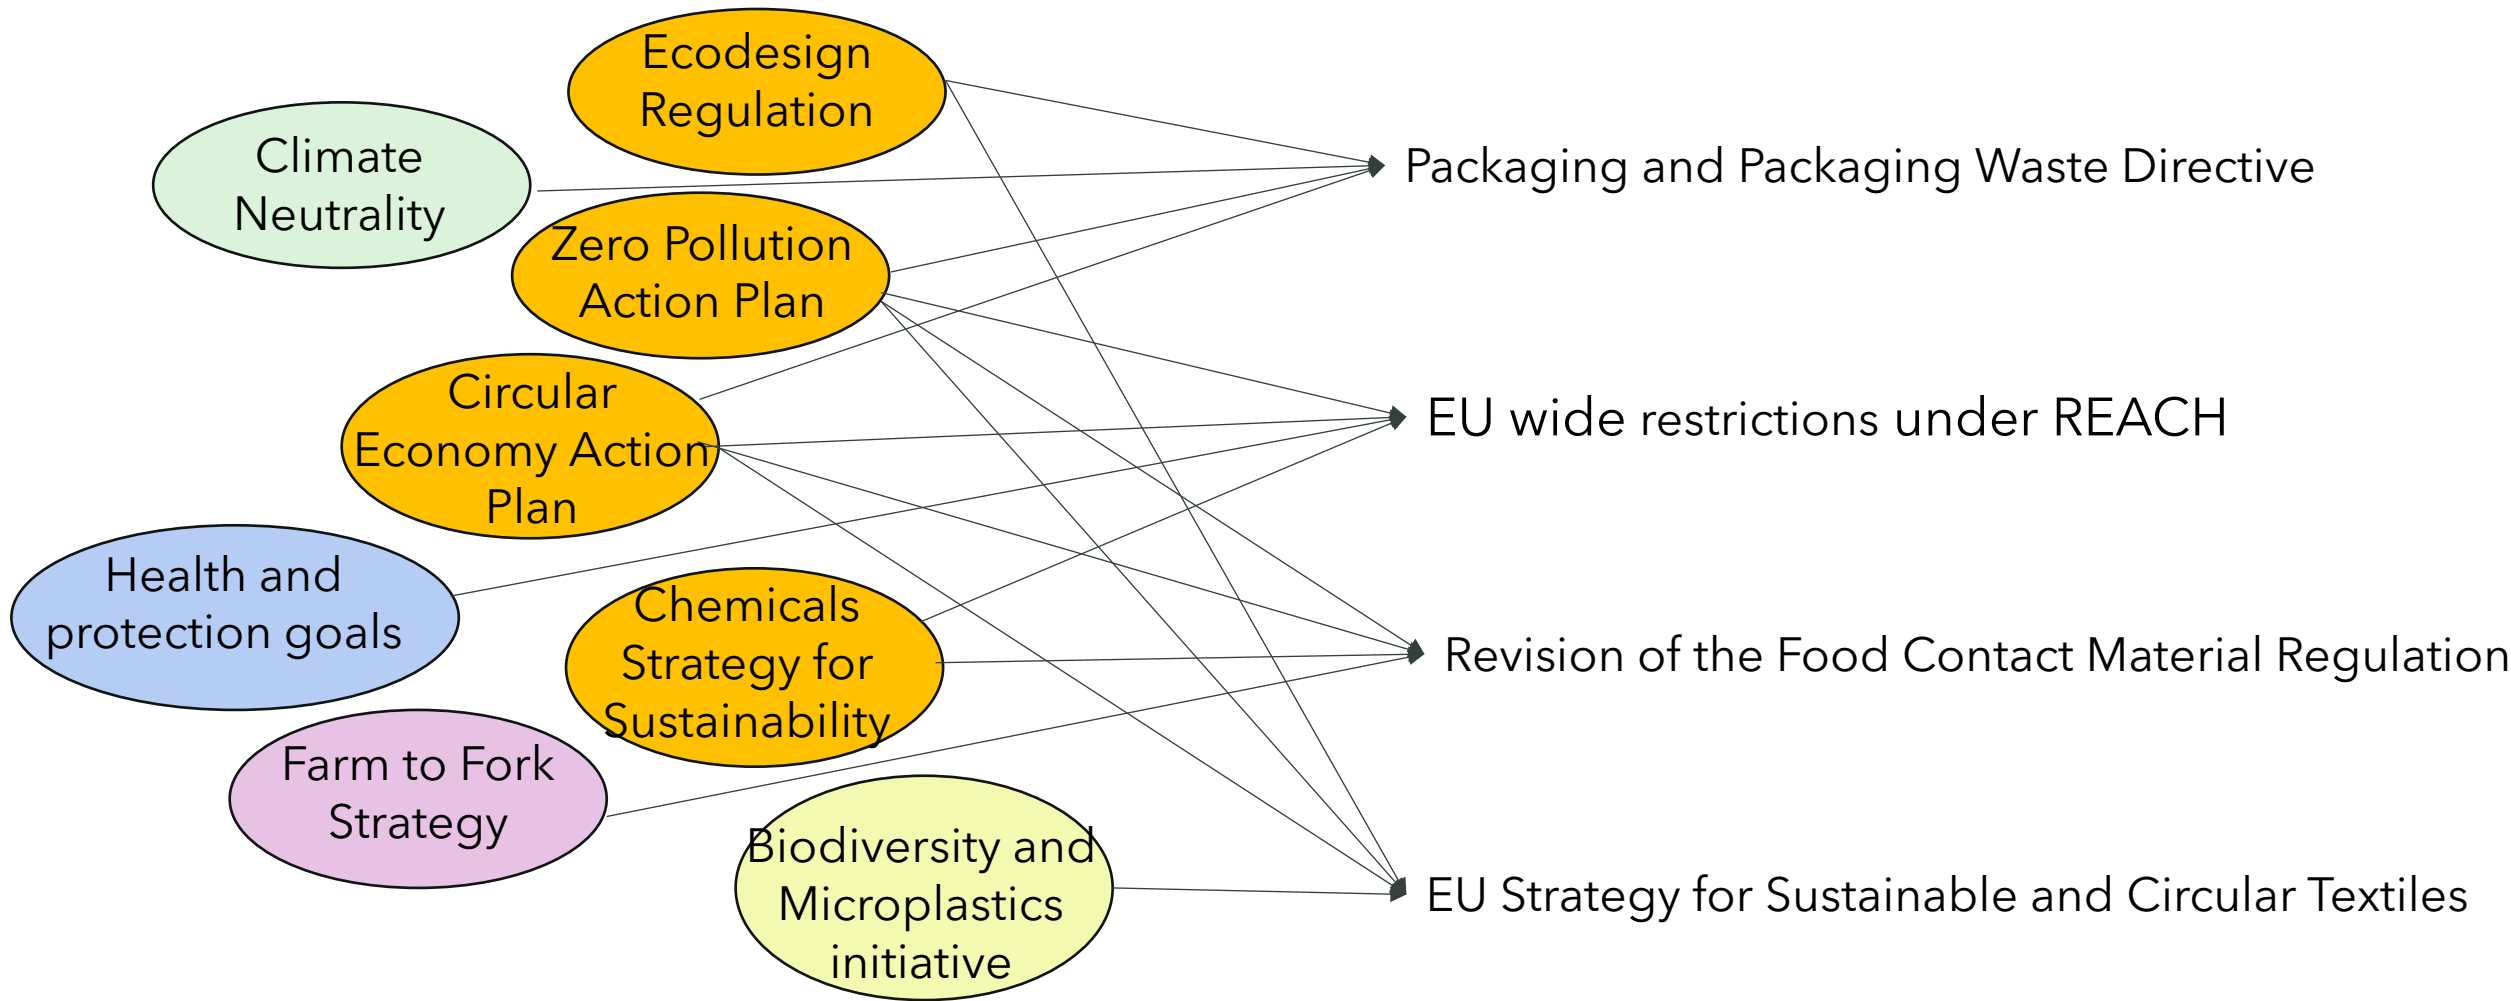 Ecodesign
Regulation
Climate
Neutrality
Packaging and Packaging Waste Directive
Zero Pollution
Action Plan
Circular
Economy Action
Plan
EU wide restrictions under REACH
Health and
protection goals
Chemicals
Strategy for
Sustainability
Revision of the Food Contact Material Regulation
Farm to Fork
Strategy
Biodiversity and
Microplastics
initiative
EU Strategy for Sustainable and Circular Textiles